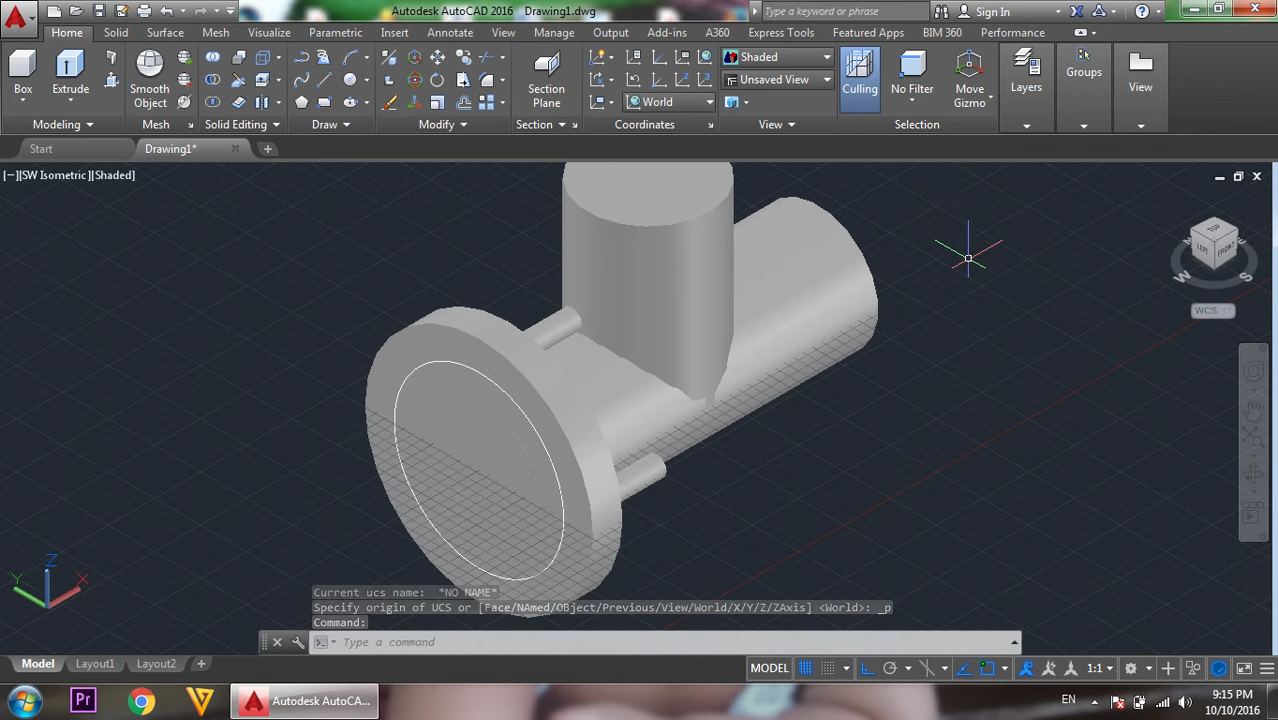 Autodesk AutoCAD 2016 Drawing1.dwg
Type a keyword or phrase
Sign In
Home Solid Surface Mesh Visualize Parametric Insert Annotate View Manage Output Add-ins A360 Express Tools Featured Apps BIM 360 Performance
Box
Extrude
Smooth
Object
Section
Plane
World
Shaded
Unsaved View
Culling
No Filter
Move
Gizmo
Layers
Groups
View
Modeling Mesh Solid Editing Draw Modify Section Coordinates View Selection
Start Drawing1*
[−][SW Isometric][Shaded]
TOP
LEFT FRONT
W S
WCS
Z
Y X
Current ucs name: *NO NAME*
Specify origin of UCS or [Face/NAmed/OBject/Previous/View/World/X/Y/Z/ZAxis] <World>: _p
Command:
Type a command
Model Layout1 Layout2
MODEL 1:1
Pr
Autodesk AutoCA...
EN
9:15 PM
10/10/2016